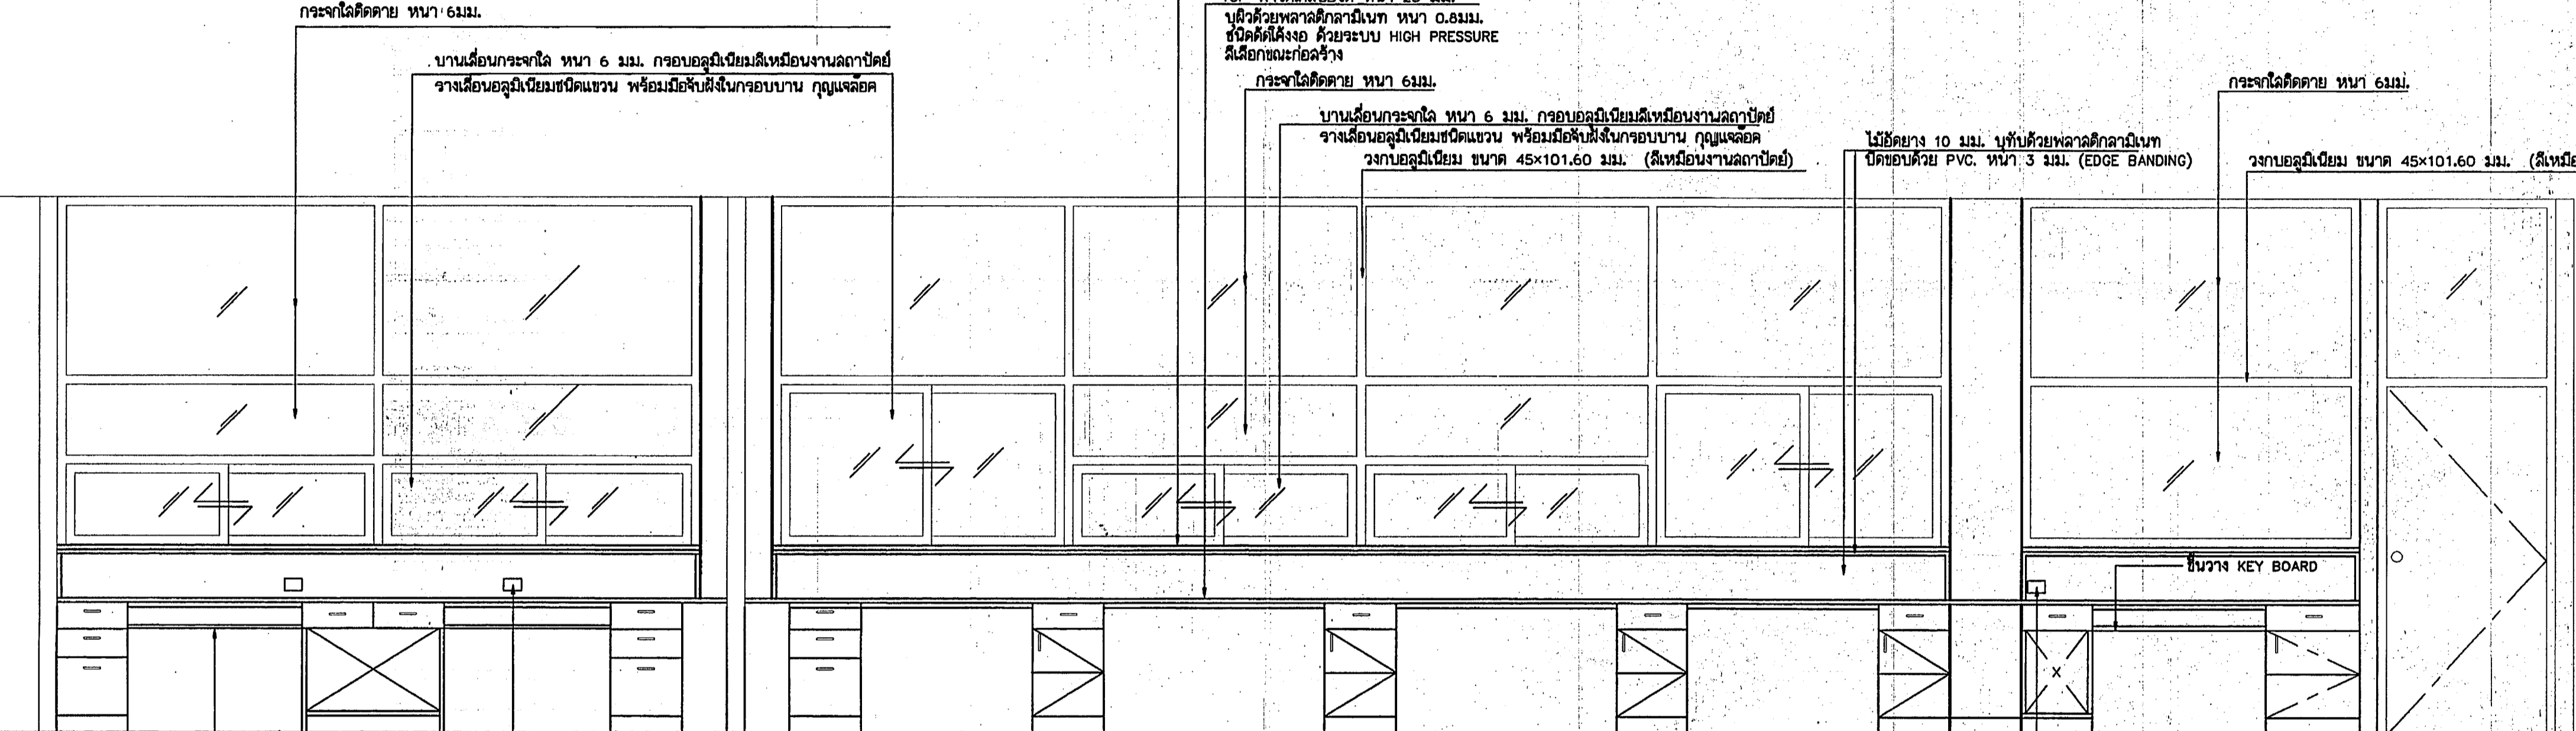 กระจกใสติดตาย หนา 6มม.
บานเลื่อนกระจกใส หนา 6 มม. กรอบอลูมิเนียมสีเหมือนงานสถาปัตย์
รางเลื่อนอลูมิเนียมชนิดแขวน พร้อมมือจับฝังในกรอบบาน กุญแจล๊อค
บุผิวด้วยพลาสติกลามิเนท หนา 0.8มม.
ชนิดดัดโค้งงอ ด้วยระบบ HIGH PRESSURE
สีเลือกขณะก่อสร้าง
กระจกใสติดตาย หนา 6มม.
บานเลื่อนกระจกใส หนา 6 มม. กรอบอลูมิเนียมสีเหมือนงานสถาปัตย์
รางเลื่อนอลูมิเนียมชนิดแขวน พร้อมมือจับฝังในกรอบบาน กุญแจล๊อค
วงกบอลูมิเนียม ขนาด 45×101.60 มม. (สีเหมือนงานสถาปัตย์)
ไม้อัดยาง 10 มม. บุทับด้วยพลาสติกลามิเนท
ปิดขอบด้วย PVC. หนา 3 มม. (EDGE BANDING)
กระจกใสติดตาย หนา 6มม.
วงกบอลูมิเนียม ขนาด 45×101.60 มม. (สีเหมือ
ชั้นวาง KEY BOARD